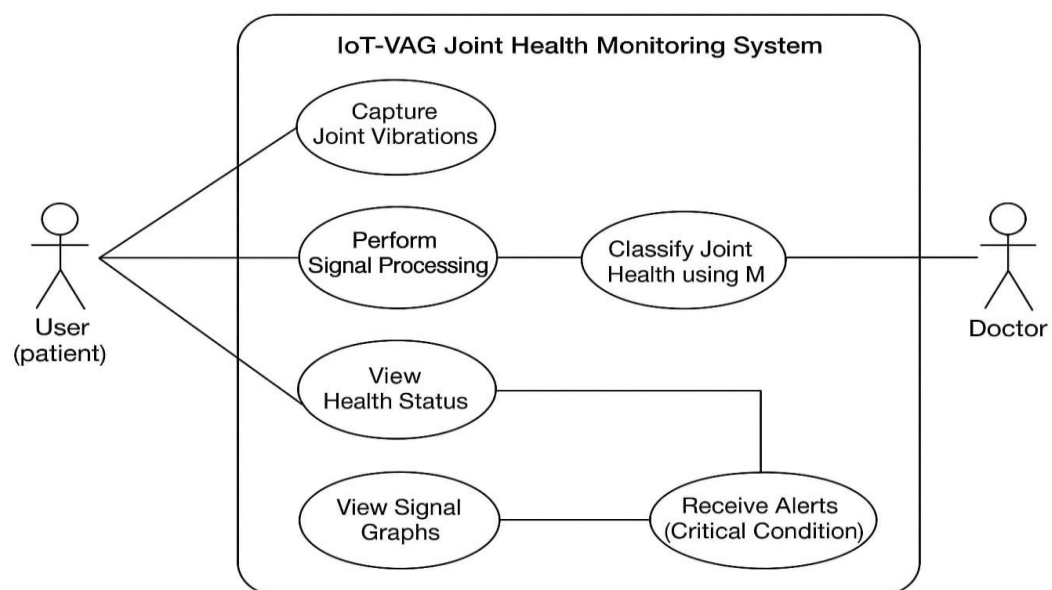 IoT-VAG Joint Health Monitoring System
Capture
Joint Vibrations
Perform
Signal Processing
Classify Joint
Health using M
User
(patient)
Doctor
View
Health Status
View Signal
Graphs
Receive Alerts
(Critical Condition)